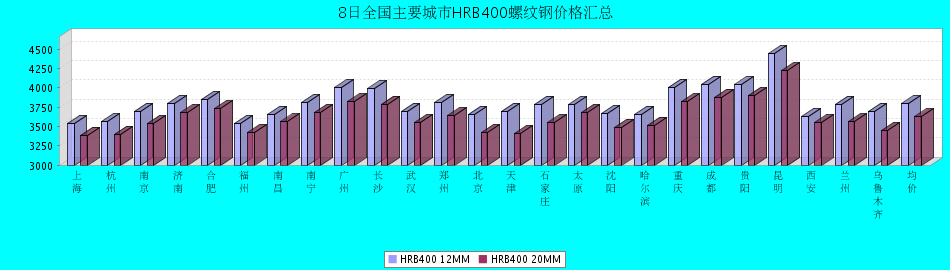 8日全国主要城市HRB400螺纹钢价格汇总
4500
4250
4000
3750
3500
3250
3000
上海
杭州
南京
济南
合肥
福州
南昌
南宁
广州
长沙
武汉
郑州
北京
天津
石家庄
太原
沈阳
哈尔滨
重庆
成都
贵阳
昆明
西安
兰州
乌鲁木齐
均价
HRB400 12MM
HRB400 20MM